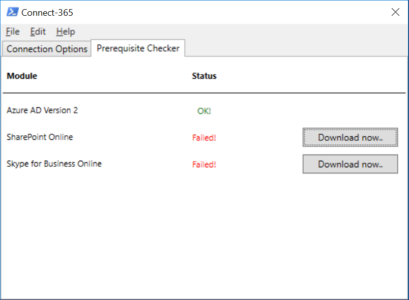 Connect-365
File Edit Help
Connection Options Prerequisite Checker
Module Status
Azure AD Version 2 OK!
SharePoint Online Failed! Download now..
Skype for Business Online Failed! Download now..